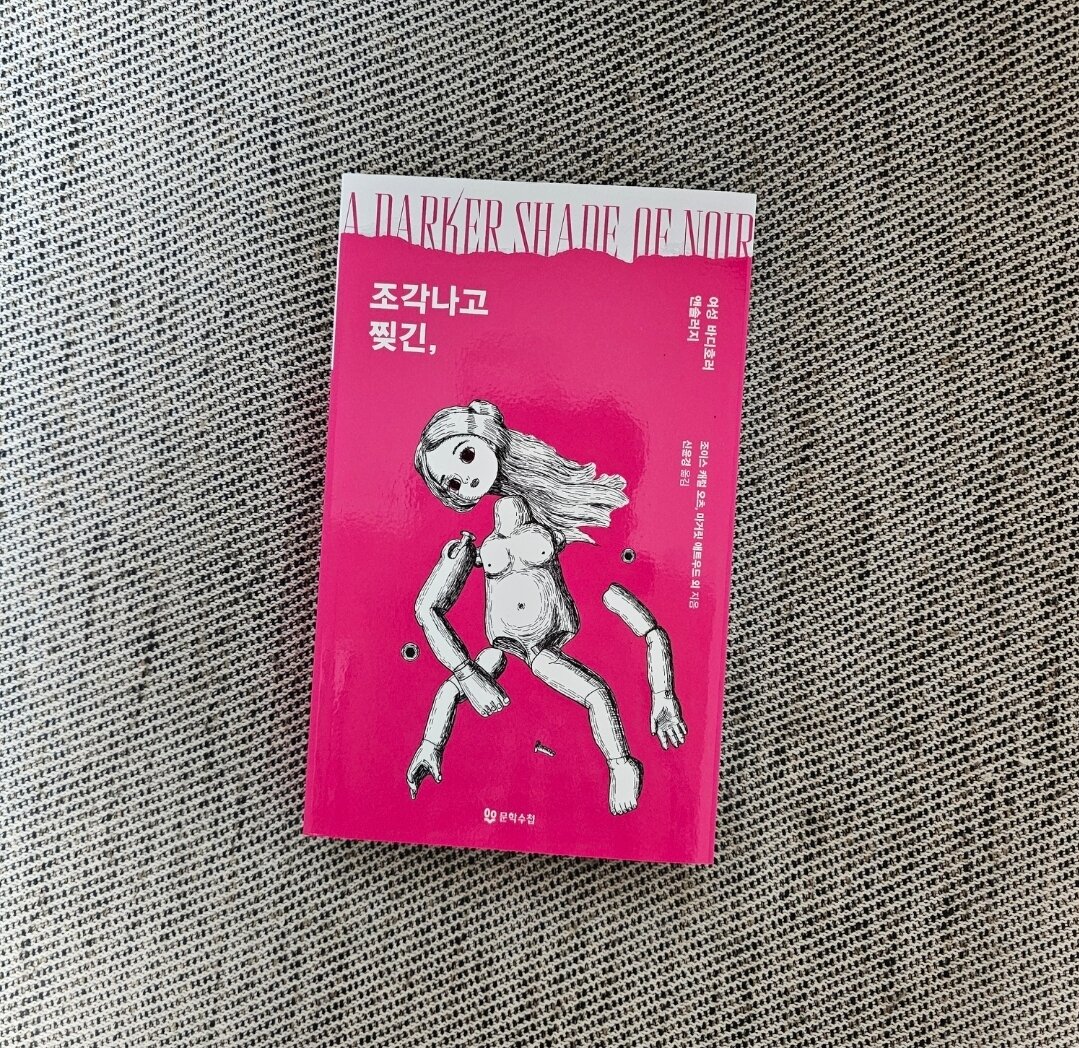 A DARKER SHADE OF NOIR
조각나고
찢긴,
여성 바디호러
앤솔러지
조이스 캐럴 오츠, 마거릿 애트우드 외 지음
신윤경 옮김
문학수첩